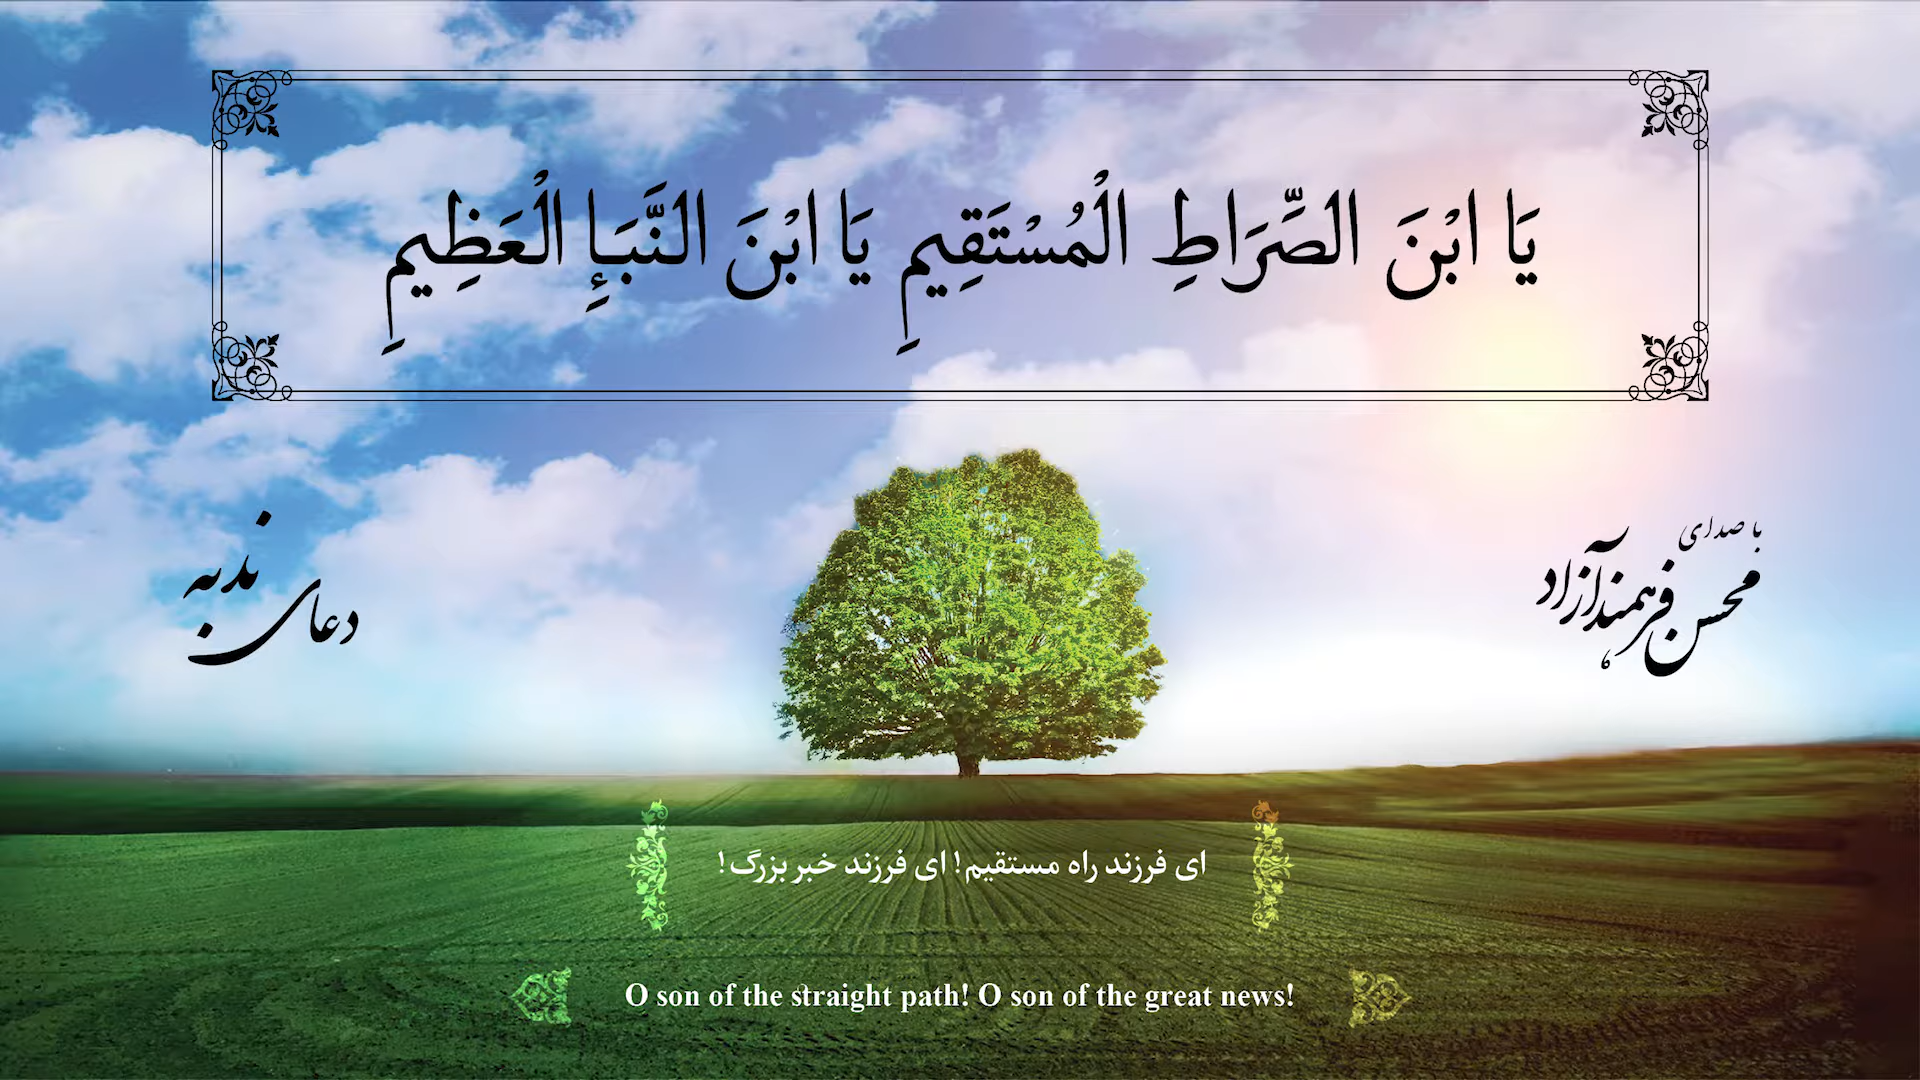 يَا ابْنَ الصِّرَاطِ الْمُسْتَقِيمِ يَا ابْنَ النَّبَإِ الْعَظِيمِ
با صدای
محسن فرهمند آزاد
دعای ندبه
ای فرزند راه مستقیم! ای فرزند خبر بزرگ!
O son of the straight path! O son of the great news!